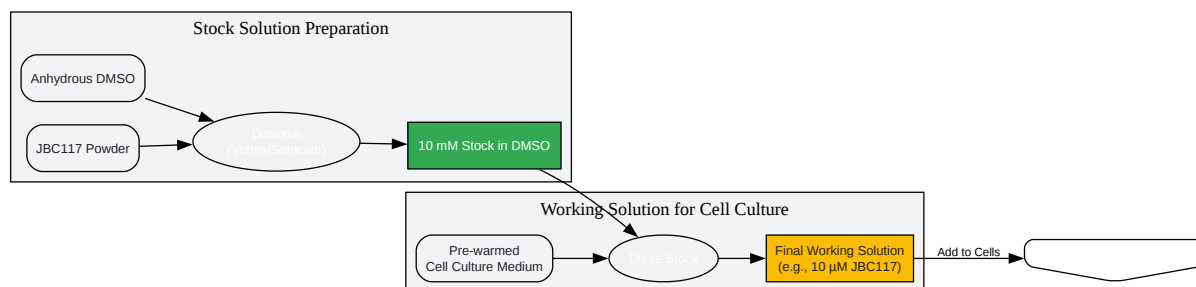 Stock Solution Preparation
Anhydrous DMSO
JBC117 Powder
Dissolve
(Vortex/Sonicate)
10 mM Stock in DMSO
Working Solution for Cell Culture
Pre-warmed
Cell Culture Medium
Dilute Stock
Final Working Solution
(e.g., 10 µM JBC117)
Add to Cells